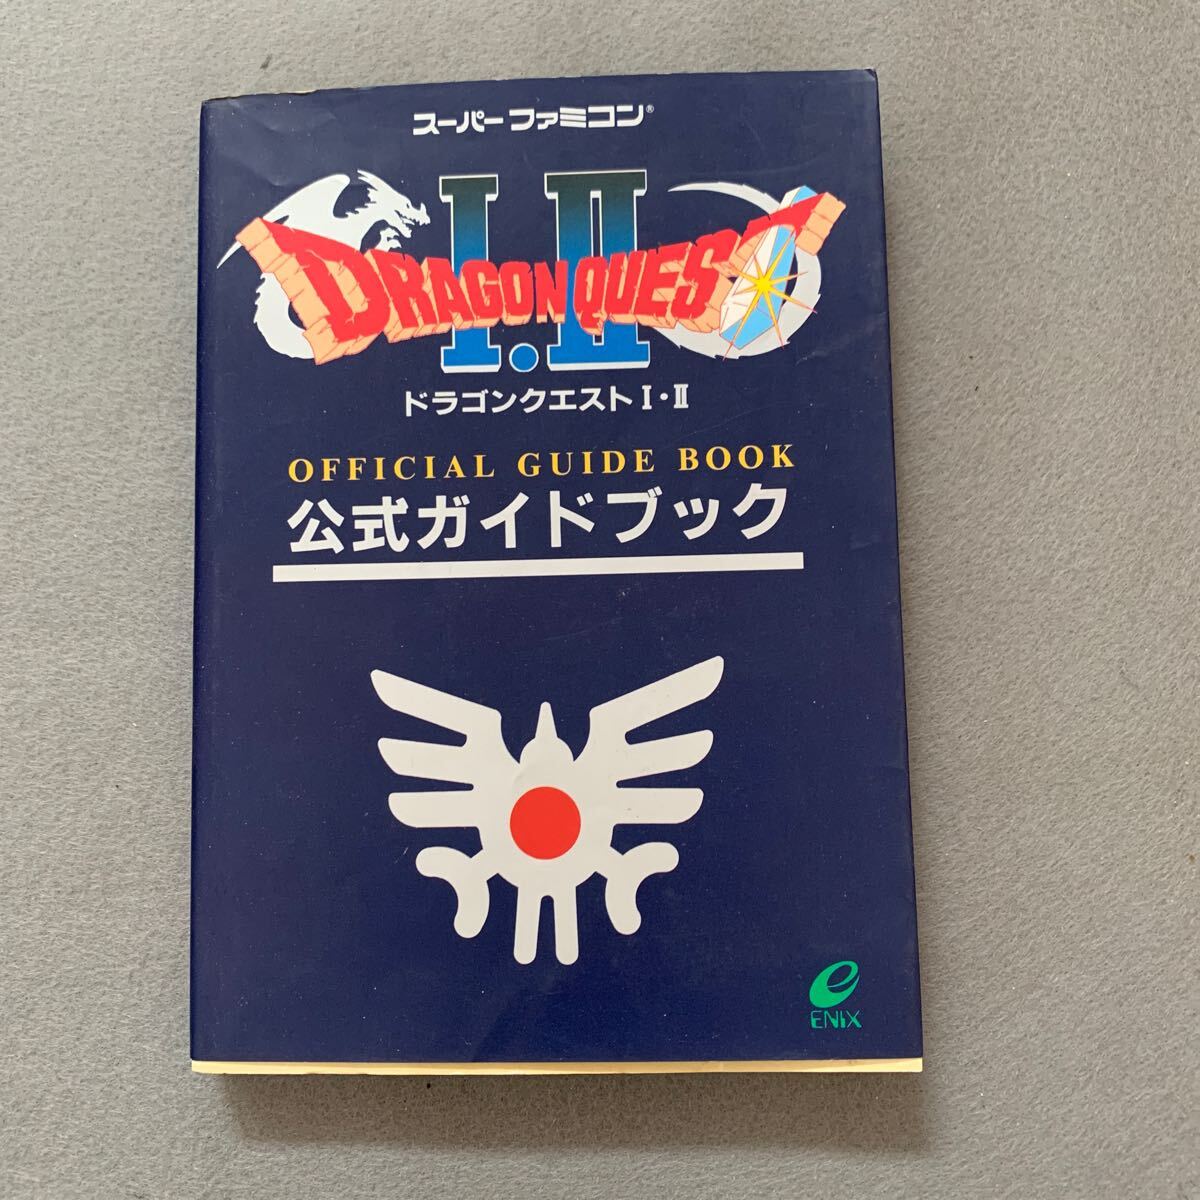 スーパーファミコン®
I・II
DRAGON QUEST
ドラゴンクエストI・II
OFFICIAL GUIDE BOOK
公式ガイドブック
ENIX